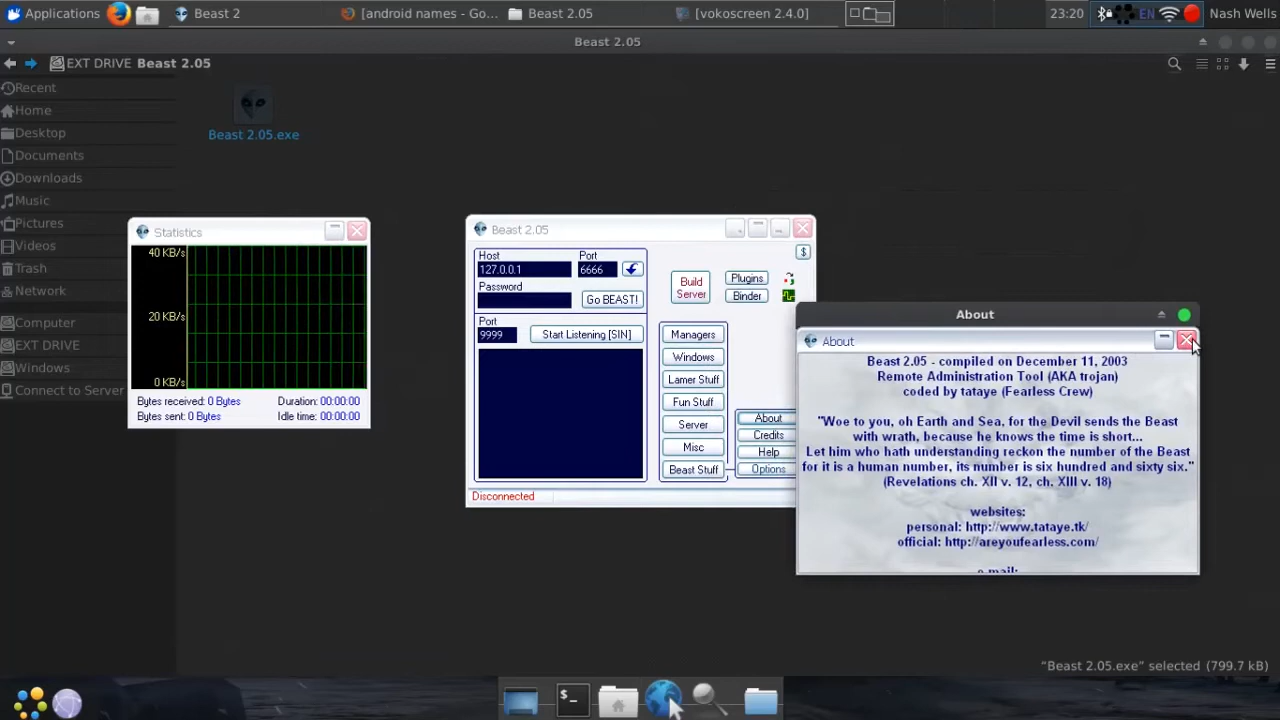 Applications
Beast 2
[android names - Go...
Beast 2.05
[vokoscreen 2.4.0]
23:20
EN
Nash Wells
Beast 2.05
EXT DRIVE
Beast 2.05
Recent
Home
Desktop
Documents
Downloads
Music
Pictures
Videos
Trash
Network
Computer
EXT DRIVE
Windows
Connect to Server
Beast 2.05.exe
Statistics
40 KB/s
20 KB/s
0 KB/s
Bytes received: 0 Bytes
Duration: 00:00:00
Bytes sent: 0 Bytes
Idle time: 00:00:00
Beast 2.05
Host
Port
127.0.0.1
6666
Password
Go BEAST!
Port
9999
Start Listening [SIN]
$
Build
Server
Plugins
Binder
Managers
Windows
Lamer Stuff
Fun Stuff
Server
Misc
Beast Stuff
About
Credits
Help
Options
Disconnected
About
About
Beast 2.05 - compiled on December 11, 2003
Remote Administration Tool (AKA trojan)
coded by tataye (Fearless Crew)
"Woe to you, oh Earth and Sea, for the Devil sends the Beast
with wrath, because he knows the time is short...
Let him who hath understanding reckon the number of the Beast
for it is a human number, its number is six hundred and sixty six."
(Revelations ch. XII v. 12, ch. XIII v. 18)
websites:
personal: http://www.tataye.tk/
official: http://areyoufearless.com/
e-mail:
"Beast 2.05.exe" selected (799.7 kB)
$_